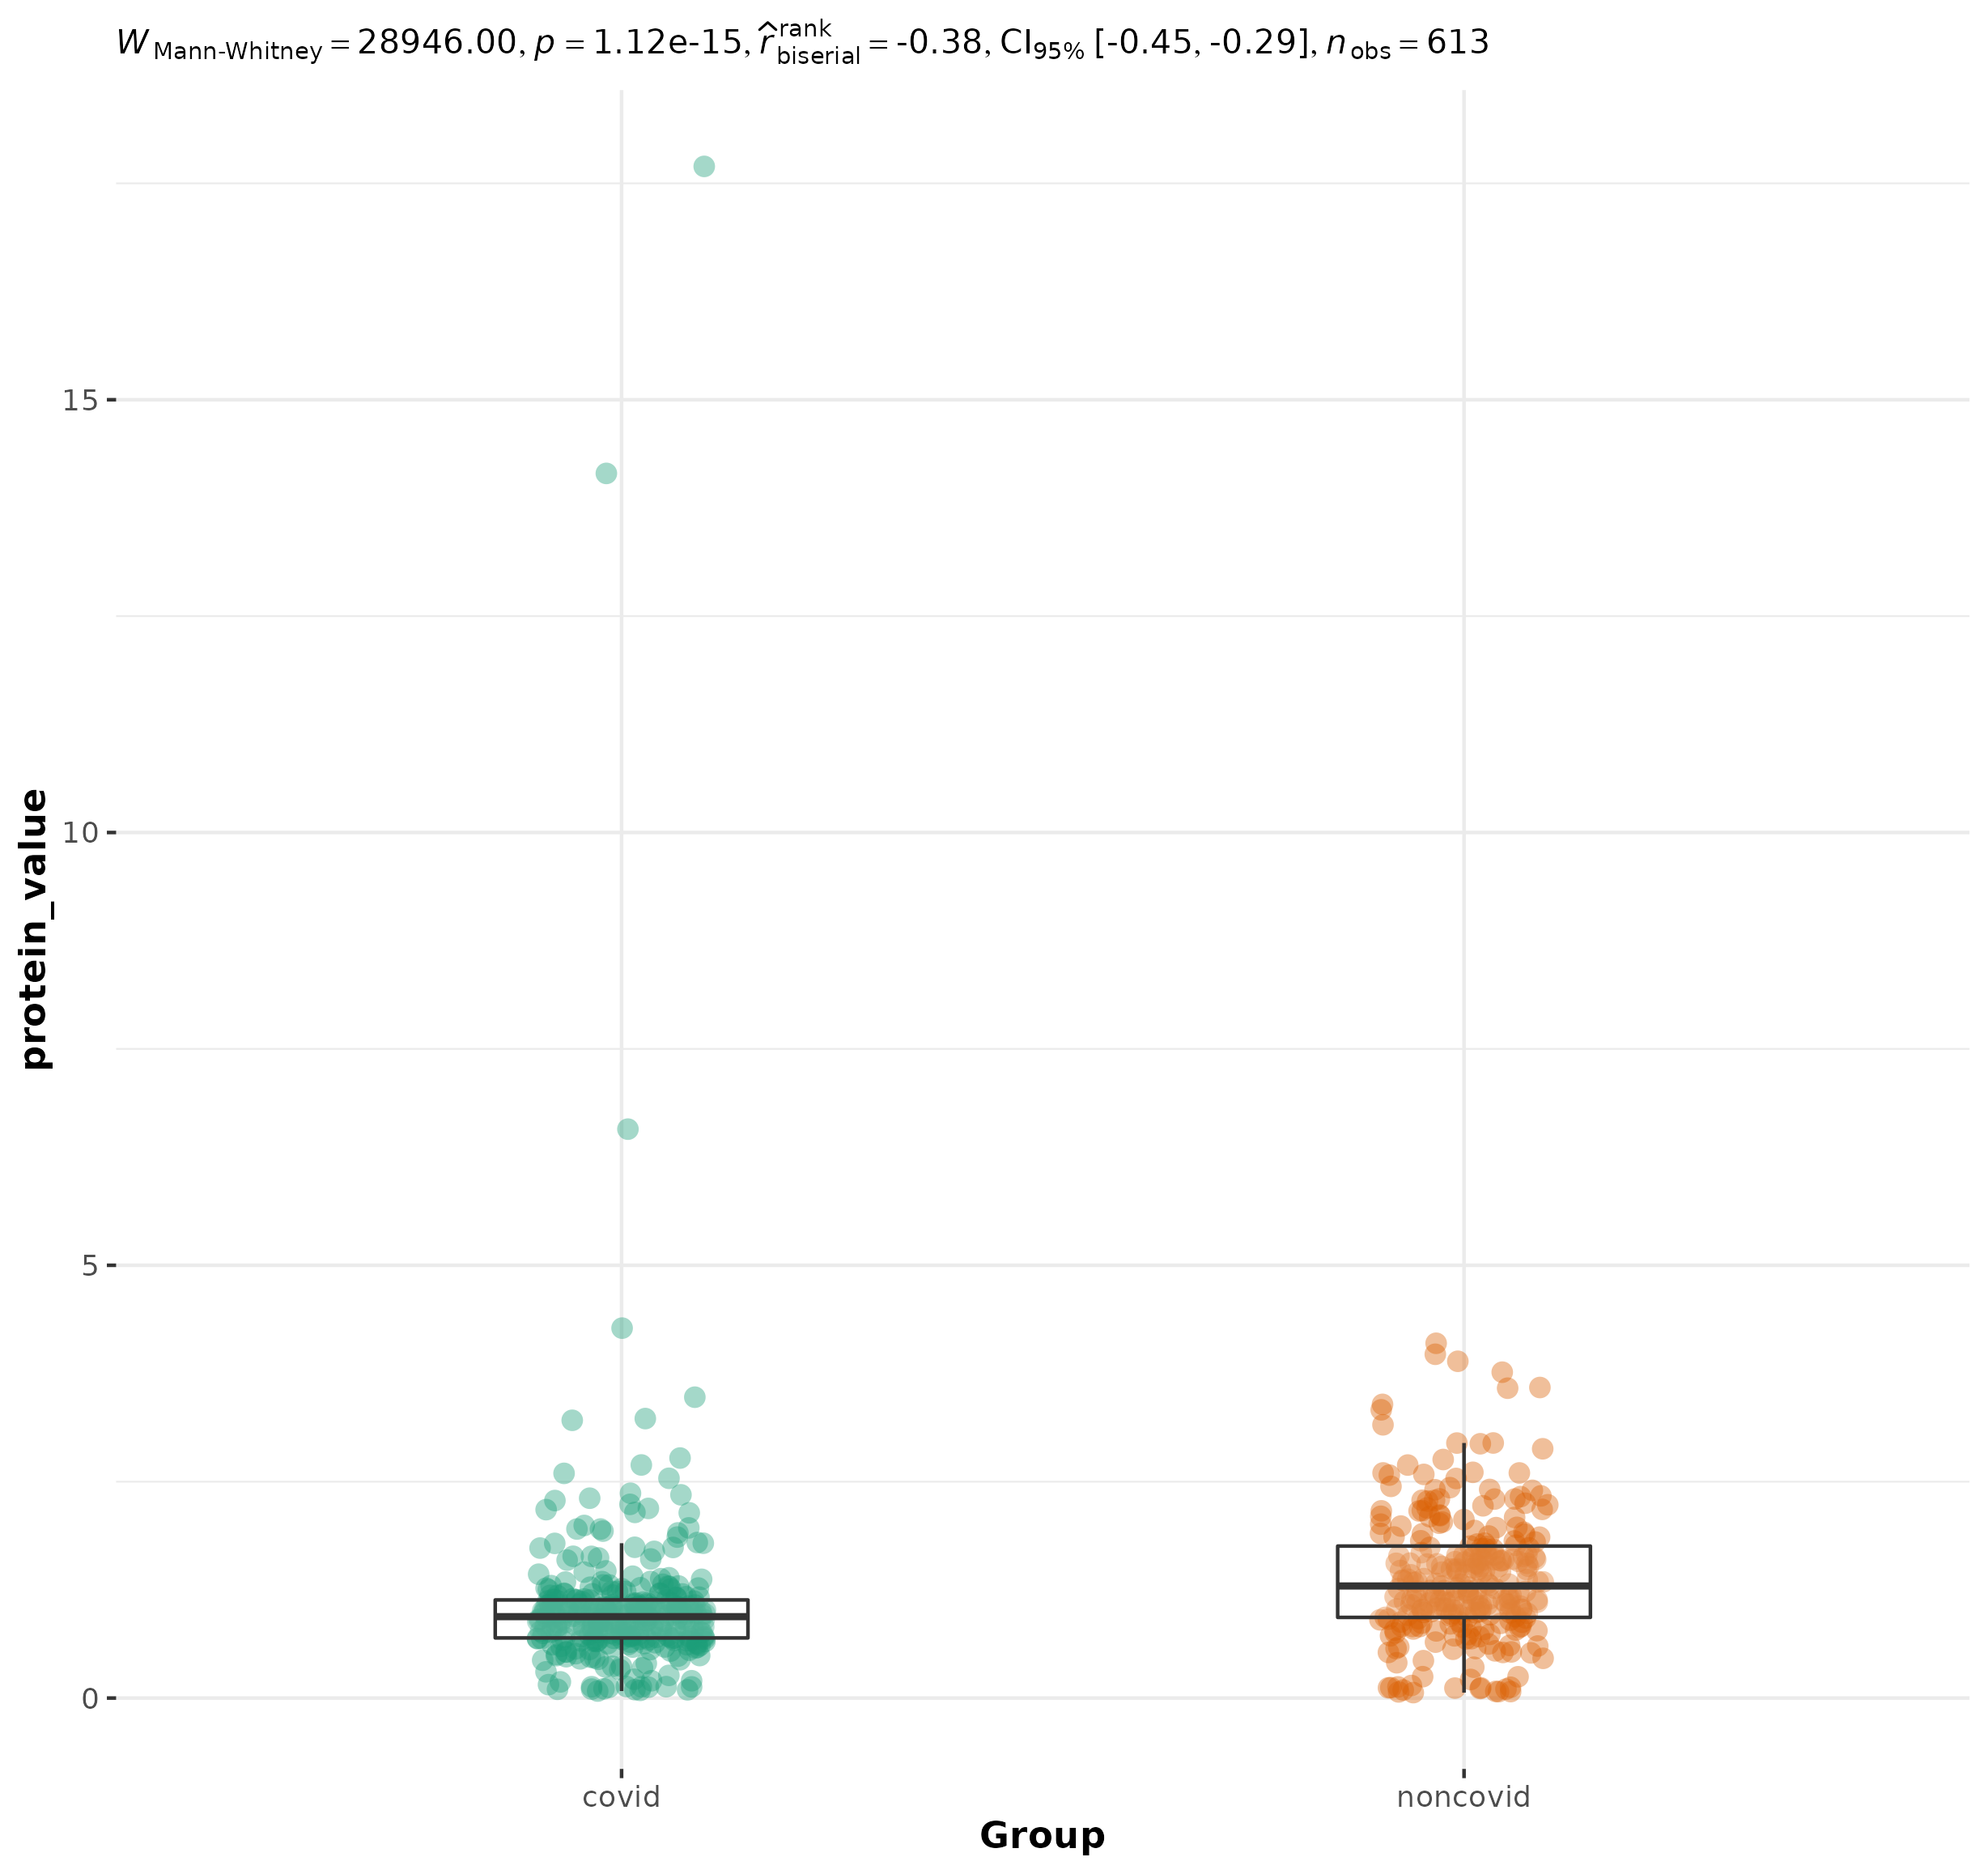 W Mann-Whitney = 28946.00, p = 1.12e-15, r̂ rank biserial = -0.38, CI95% [-0.45, -0.29], n obs = 613
15
10
5
0
protein_value
covid noncovid
Group